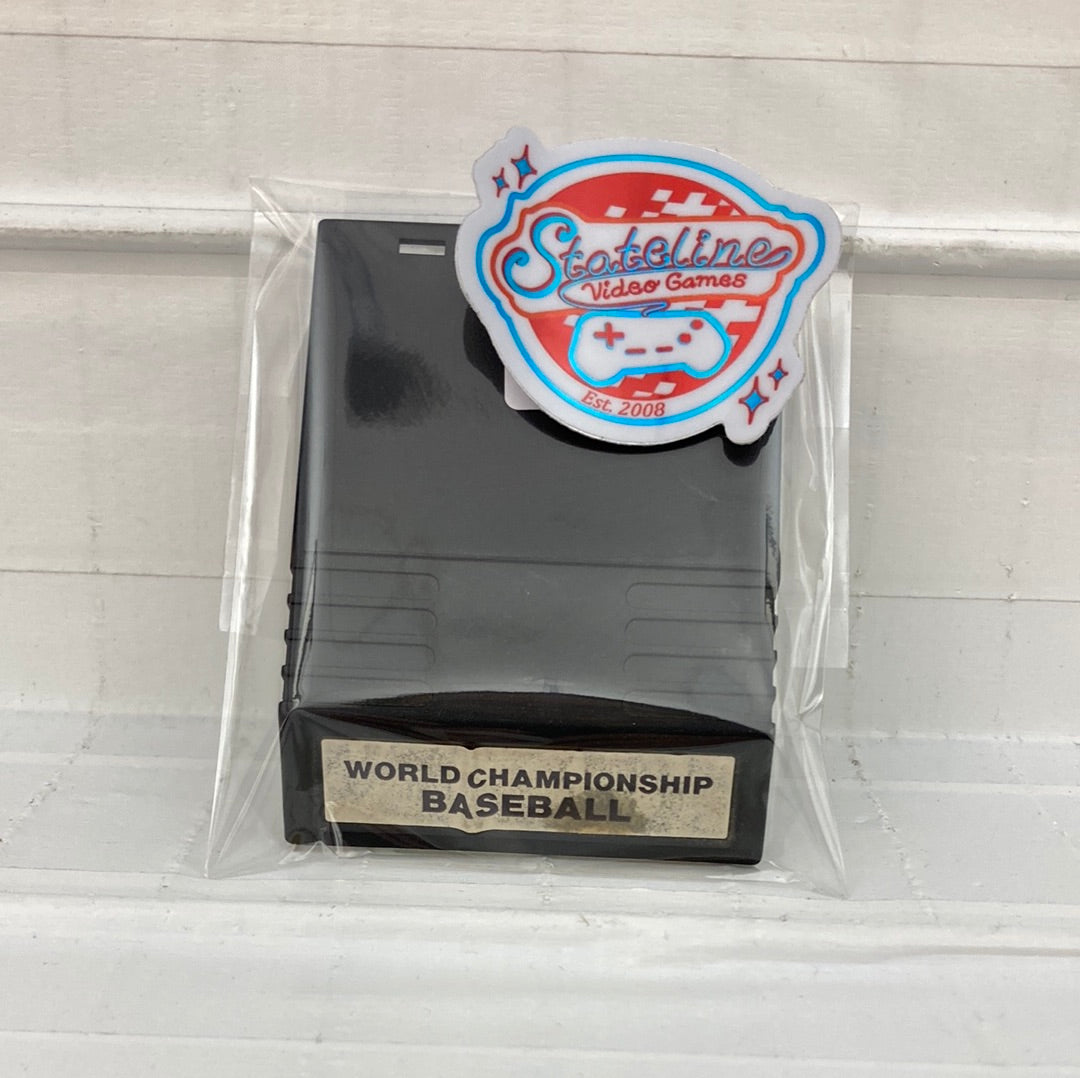 Stateline
Video Games
Est. 2008
WORLD CHAMPIONSHIP
BASEBALL